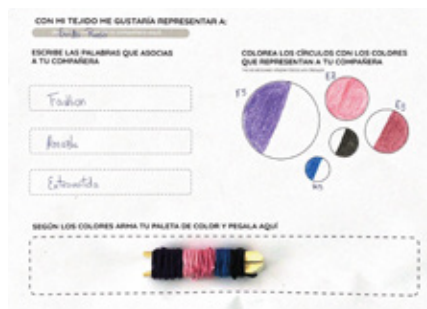 CON MI TEJIDO ME GUSTARÍA REPRESENTAR A:
ESCRIBE LAS PALABRAS QUE ASOCIAS
A TU COMPAÑERA
Fashion
Amable
Extrovertida
COLOREA LOS CÍRCULOS CON LOS COLORES
QUE REPRESENTAN A TU COMPAÑERA
E5
E2
E3
SEGÚN LOS COLORES ARMA TU PALETA DE COLOR Y PEGALA AQUÍ